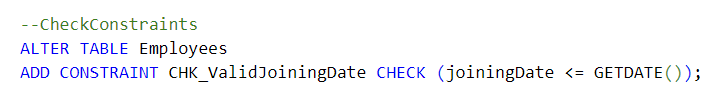 --CheckConstraints
ALTER TABLE Employees
ADD CONSTRAINT CHK_ValidJoiningDate CHECK (joiningDate <= GETDATE());